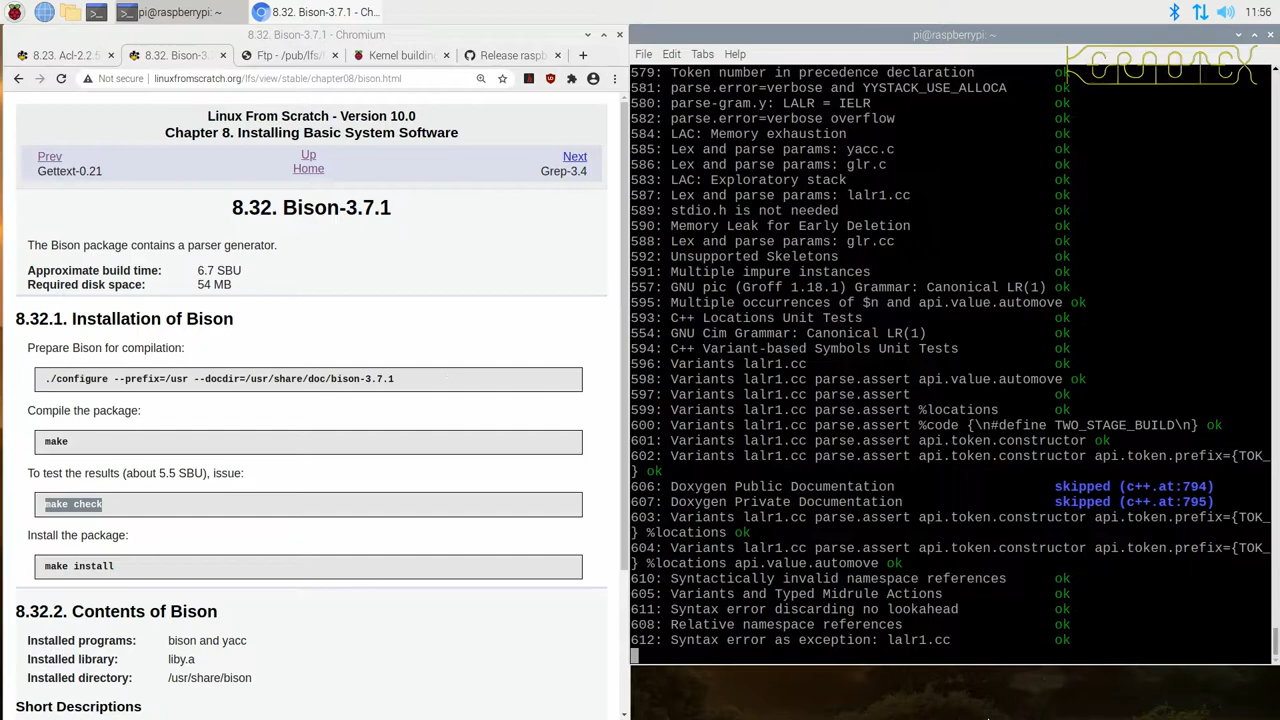 pi@raspberrypi: ~
8.32. Bison-3.7.1 - Ch...
11:56
8.32. Bison-3.7.1 - Chromium
8.23. Acl-2.2.5
8.32. Bison-3.7
Ftp - /pub/lfs/
Kernel building
Release raspb
Not secure | linuxfromscratch.org/lfs/view/stable/chapter08/bison.html
Linux From Scratch - Version 10.0
Chapter 8. Installing Basic System Software
Prev
Up
Next
Gettext-0.21
Home
Grep-3.4
8.32. Bison-3.7.1
The Bison package contains a parser generator.
Approximate build time: 6.7 SBU
Required disk space: 54 MB
8.32.1. Installation of Bison
Prepare Bison for compilation:
./configure --prefix=/usr --docdir=/usr/share/doc/bison-3.7.1
Compile the package:
make
To test the results (about 5.5 SBU), issue:
make check
Install the package:
make install
8.32.2. Contents of Bison
Installed programs: bison and yacc
Installed library: liby.a
Installed directory: /usr/share/bison
Short Descriptions
pi@raspberrypi: ~
File Edit Tabs Help
579: Token number in precedence declaration ok
581: parse.error=verbose and YYSTACK_USE_ALLOCA ok
580: parse-gram.y: LALR = IELR ok
582: parse.error=verbose overflow ok
584: LAC: Memory exhaustion ok
585: Lex and parse params: yacc.c ok
586: Lex and parse params: glr.c ok
583: LAC: Exploratory stack ok
587: Lex and parse params: lalr1.cc ok
589: stdio.h is not needed ok
590: Memory Leak for Early Deletion ok
588: Lex and parse params: glr.cc ok
592: Unsupported Skeletons ok
591: Multiple impure instances ok
557: GNU pic (Groff 1.18.1) Grammar: Canonical LR(1) ok
595: Multiple occurrences of $n and api.value.automove ok
593: C++ Locations Unit Tests ok
554: GNU Cim Grammar: Canonical LR(1) ok
594: C++ Variant-based Symbols Unit Tests ok
596: Variants lalr1.cc ok
598: Variants lalr1.cc parse.assert api.value.automove ok
597: Variants lalr1.cc parse.assert ok
599: Variants lalr1.cc parse.assert %locations ok
600: Variants lalr1.cc parse.assert %code {\n#define TWO_STAGE_BUILD\n} ok
601: Variants lalr1.cc parse.assert api.token.constructor ok
602: Variants lalr1.cc parse.assert api.token.constructor api.token.prefix={TOK_
} ok
606: Doxygen Public Documentation skipped (c++.at:794)
607: Doxygen Private Documentation skipped (c++.at:795)
603: Variants lalr1.cc parse.assert api.token.constructor api.token.prefix={TOK_
} %locations ok
604: Variants lalr1.cc parse.assert api.token.constructor api.token.prefix={TOK_
} %locations api.value.automove ok
610: Syntactically invalid namespace references ok
605: Variants and Typed Midrule Actions ok
611: Syntax error discarding no lookahead ok
608: Relative namespace references ok
612: Syntax error as exception: lalr1.cc ok